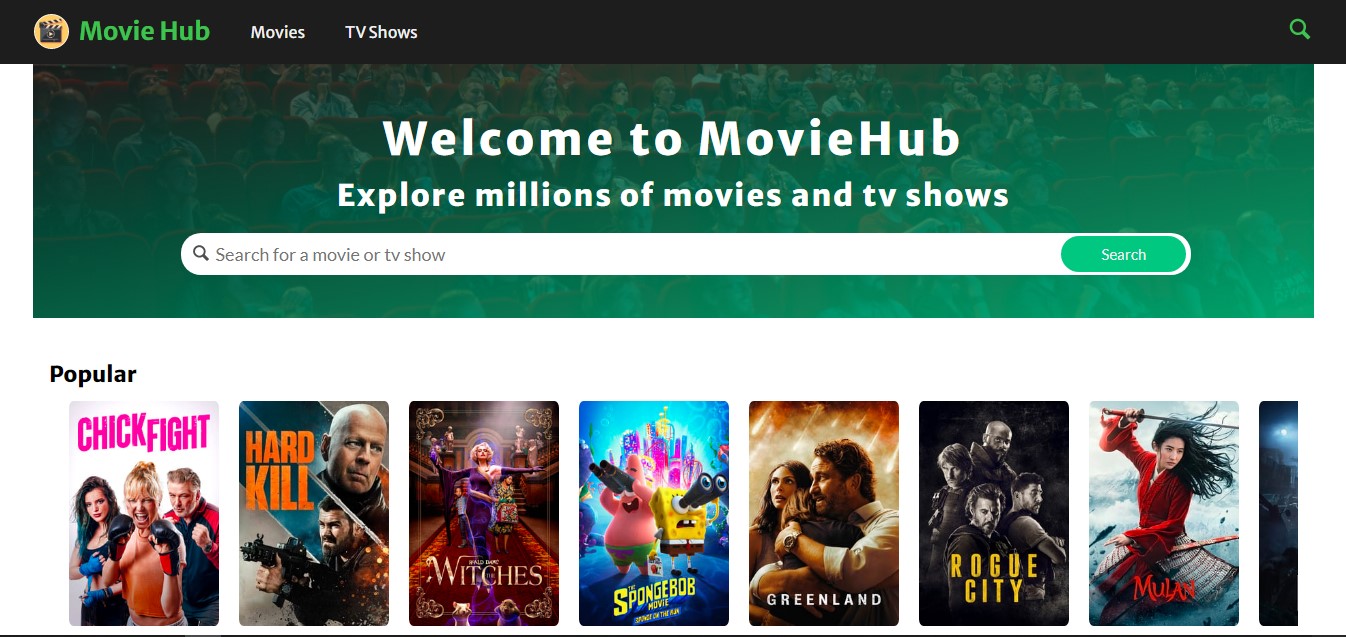 Movie Hub
Movies
TV Shows
Welcome to MovieHub
Explore millions of movies and tv shows
Search for a movie or tv show
Search
Popular
CHICK FIGHT
HARD
KILL
ROALD DAHL'S
WITCHES
THE
SPONGEBOB
MOVIE
SPONGE ON THE RUN
GREENLAND
ROGUE
CITY
MULAN